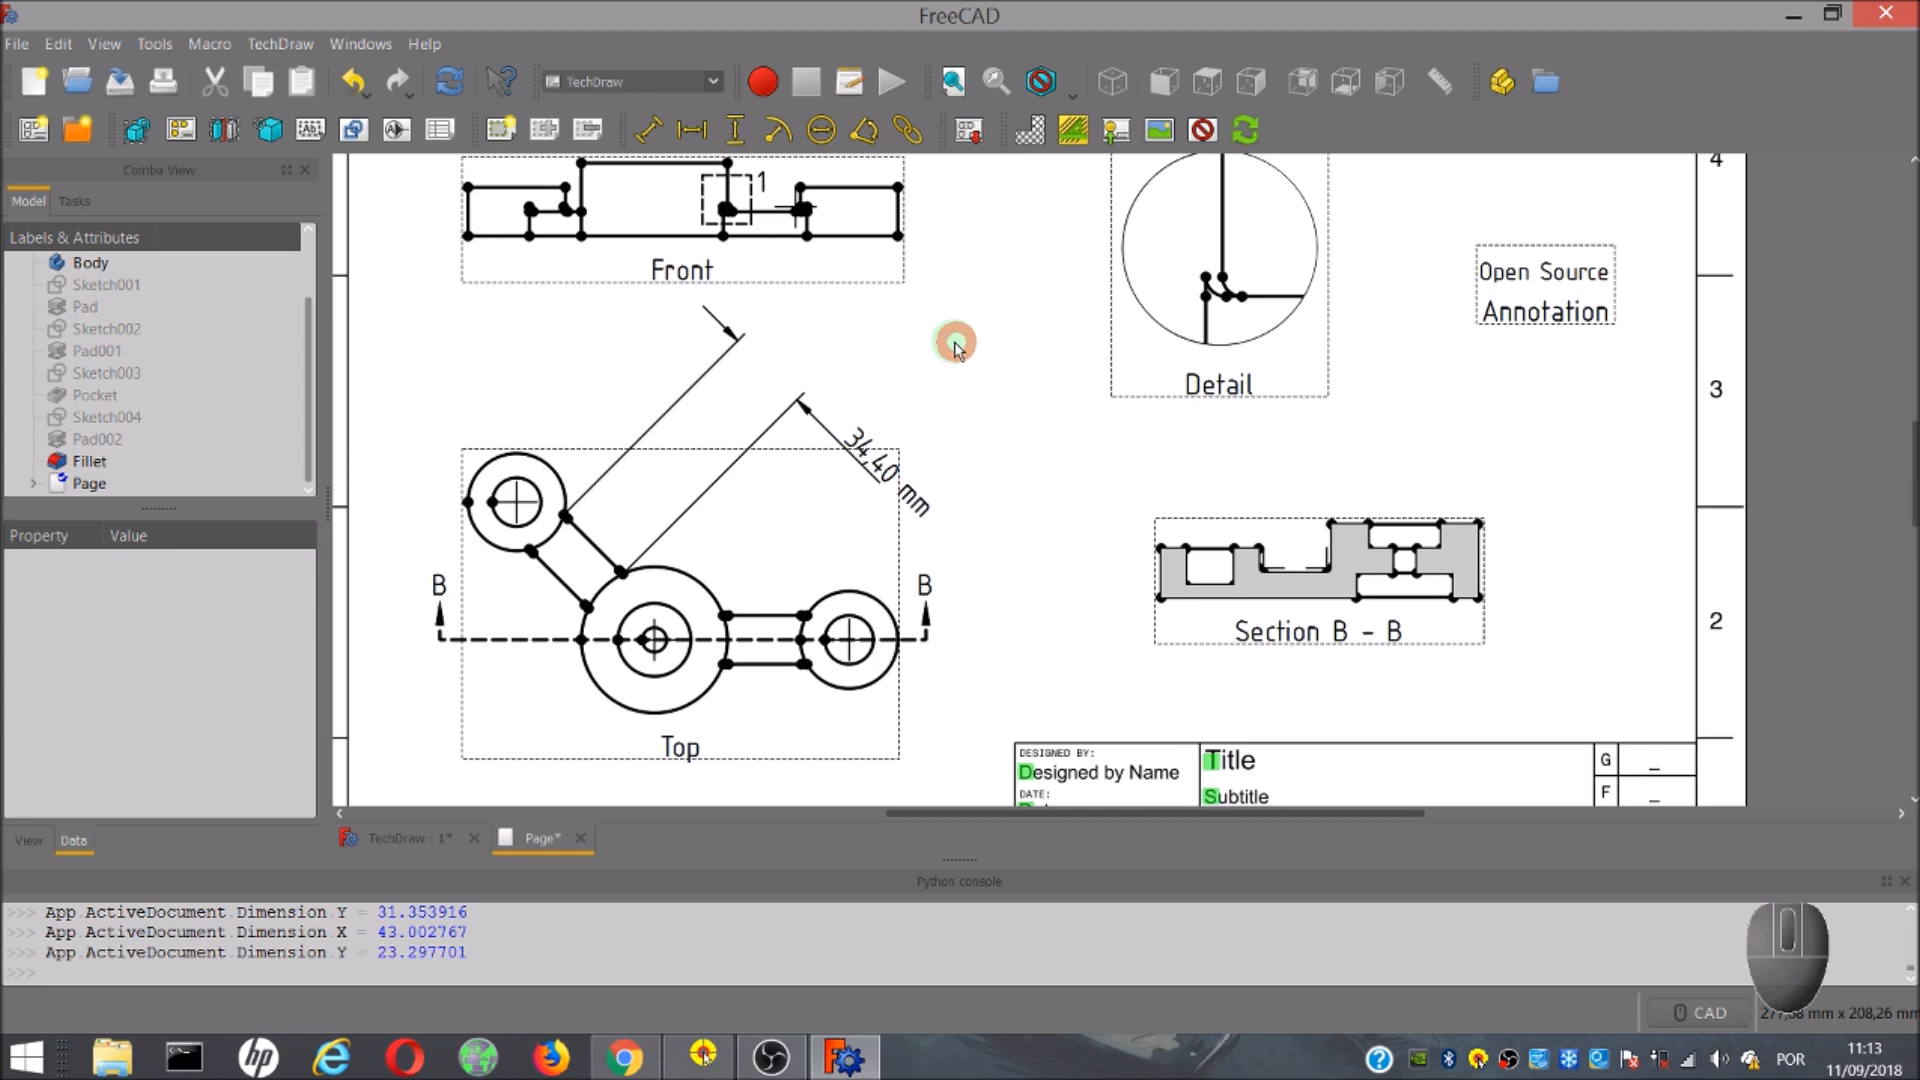 FreeCAD
File Edit View Tools Macro TechDraw Windows Help
TechDraw
Combo View
Model Tasks
Labels & Attributes
Body
Sketch001
Pad
Sketch002
Pad001
Sketch003
Pocket
Sketch004
Pad002
Fillet
Page
Property Value
View Data
1
Front
34,40 mm
B
B
Top
Detail
Open Source
Annotation
Section B - B
4
3
2
DESIGNED BY:
Designed by Name
DATE:
Title
Subtitle
G _
F _
TechDraw : 1*
Page*
Python console
>>> App.ActiveDocument.Dimension.Y = 31.353916
>>> App.ActiveDocument.Dimension.X = 43.002767
>>> App.ActiveDocument.Dimension.Y = 23.297701
>>>
CAD
mm x 208,26 mm
hp
POR
11:13
11/09/2018